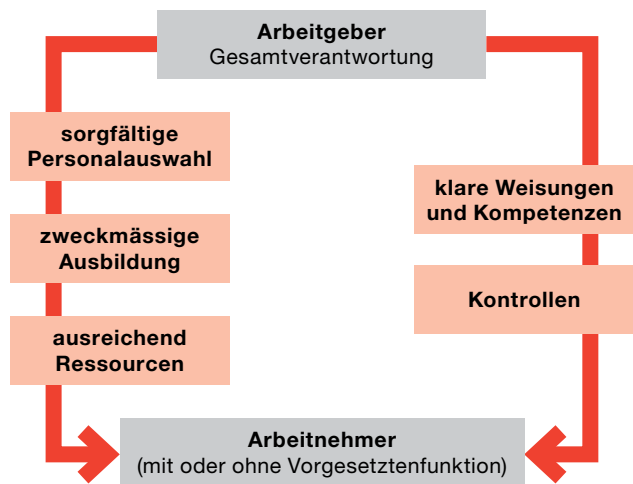 Arbeitgeber
Gesamtverantwortung
sorgfältige
Personalauswahl
zweckmässige
Ausbildung
ausreichend
Ressourcen
klare Weisungen
und Kompetenzen
Kontrollen
Arbeitnehmer
(mit oder ohne Vorgesetztenfunktion)